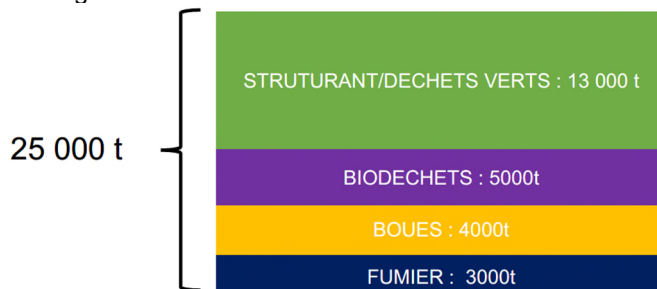 STRUTURANT/DECHETS VERTS : 13 000 t
25 000 t
BIODECHETS : 5000t
BOUES : 4000t
FUMIER : 3000t